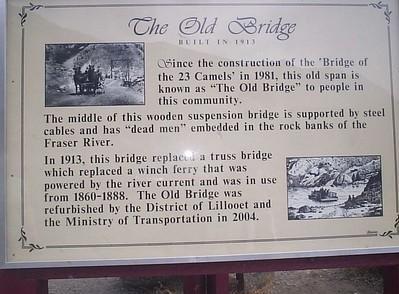 The Old Bridge
BUILT IN 1913
Since the construction of the 'Bridge of
the 23 Camels' in 1981, this old span is
known as "The Old Bridge" to people in
this community.
The middle of this wooden suspension bridge is supported by steel
cables and has "dead men" embedded in the rock banks of the
Fraser River.
In 1913, this bridge replaced a truss bridge
which replaced a winch ferry that was
powered by the river current and was in use
from 1860-1888. The Old Bridge was
refurbished by the District of Lillooet and
the Ministry of Transportation in 2004.